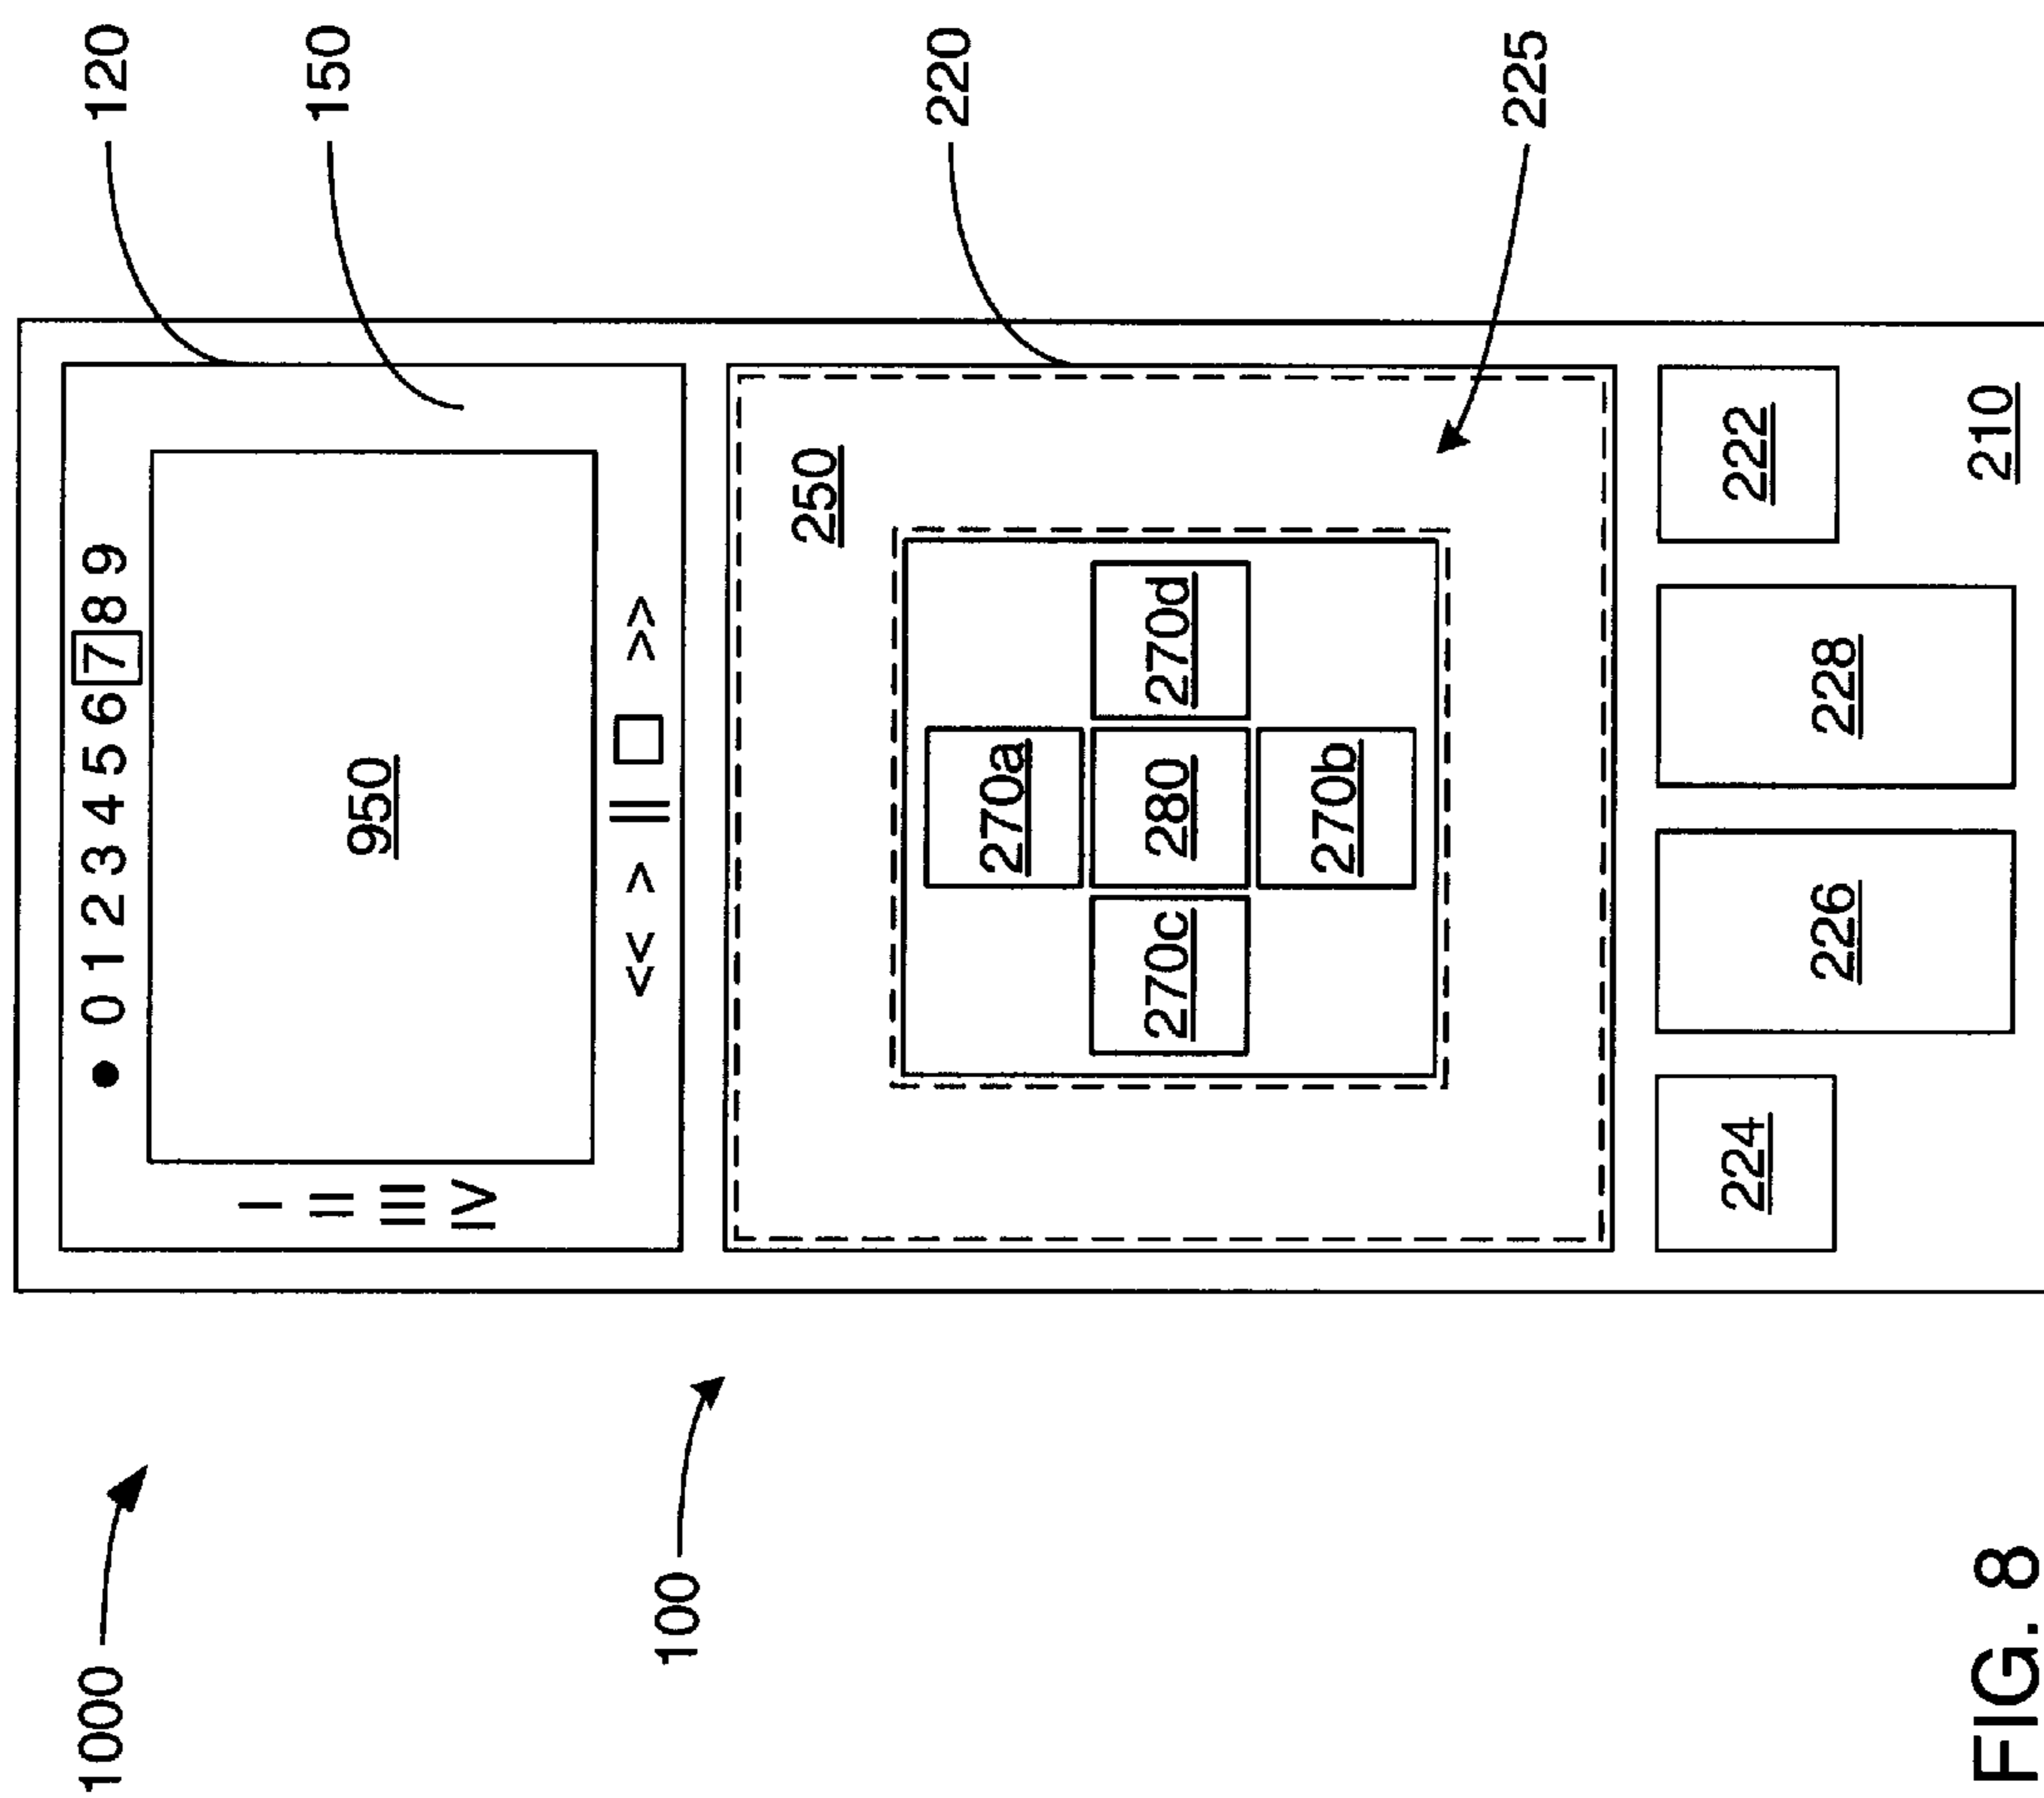 1000
● 0 1 2 3 4 5 6 7 8 9
120
I
II
III
IV
950
150
<< > || □ >>
100
220
250
270a
270c 280 270d
270b
225
224 226 228 222
210
FIG. 8